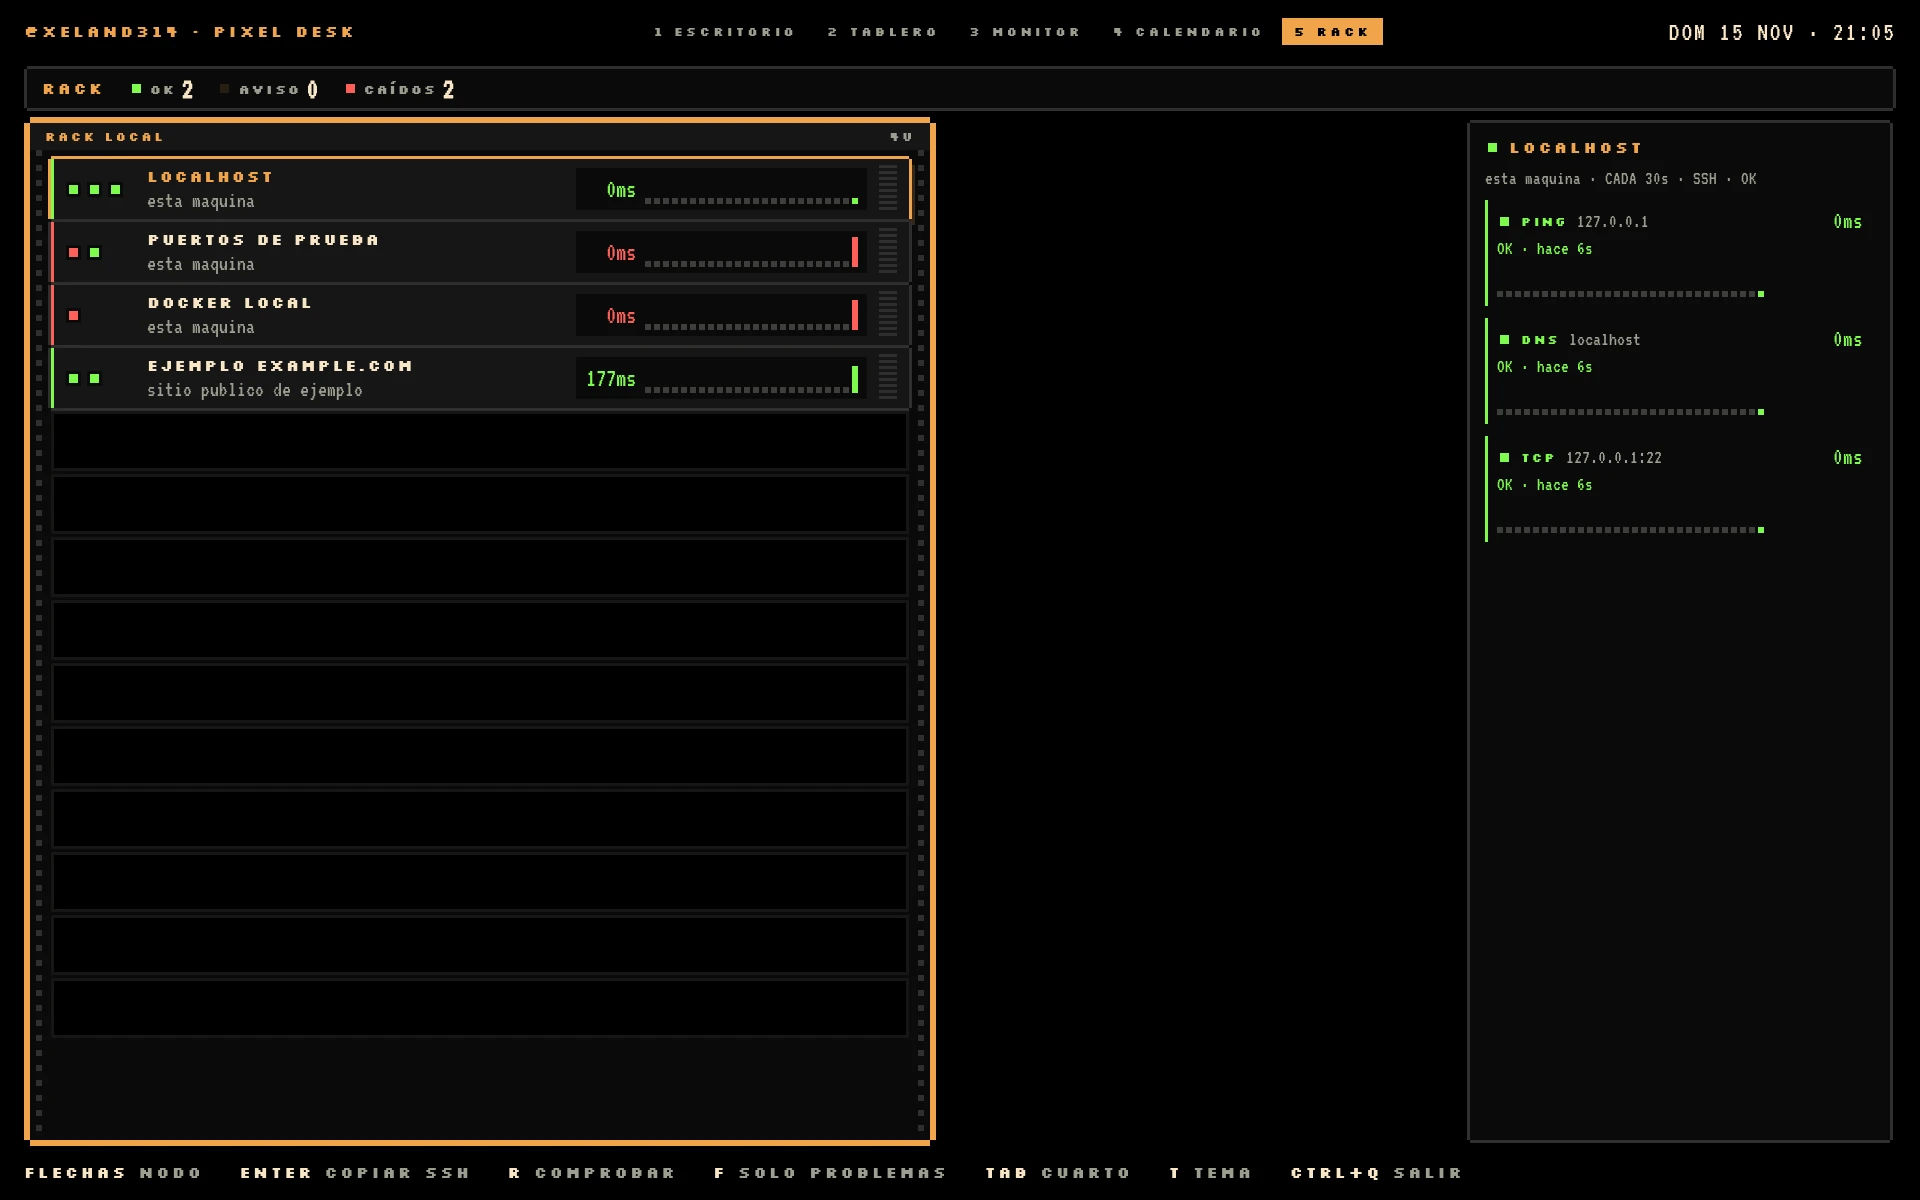 @XELAND314 · PIXEL DESK
1 ESCRITORIO 2 TABLERO 3 MONITOR 4 CALENDARIO 5 RACK
DOM 15 NOV · 21:05
RACK OK 2 AVISO 0 CAÍDOS 2
RACK LOCAL 4U
LOCALHOST
esta maquina
0ms
PUERTOS DE PRUEBA
esta maquina
0ms
DOCKER LOCAL
esta maquina
0ms
EJEMPLO EXAMPLE.COM
sitio publico de ejemplo
177ms
LOCALHOST
esta maquina · CADA 30s · SSH · OK
PING 127.0.0.1 0ms
OK · hace 6s
DNS localhost 0ms
OK · hace 6s
TCP 127.0.0.1:22 0ms
OK · hace 6s
FLECHAS NODO ENTER COPIAR SSH R COMPROBAR F SOLO PROBLEMAS TAB CUARTO T TEMA CTRL+Q SALIR